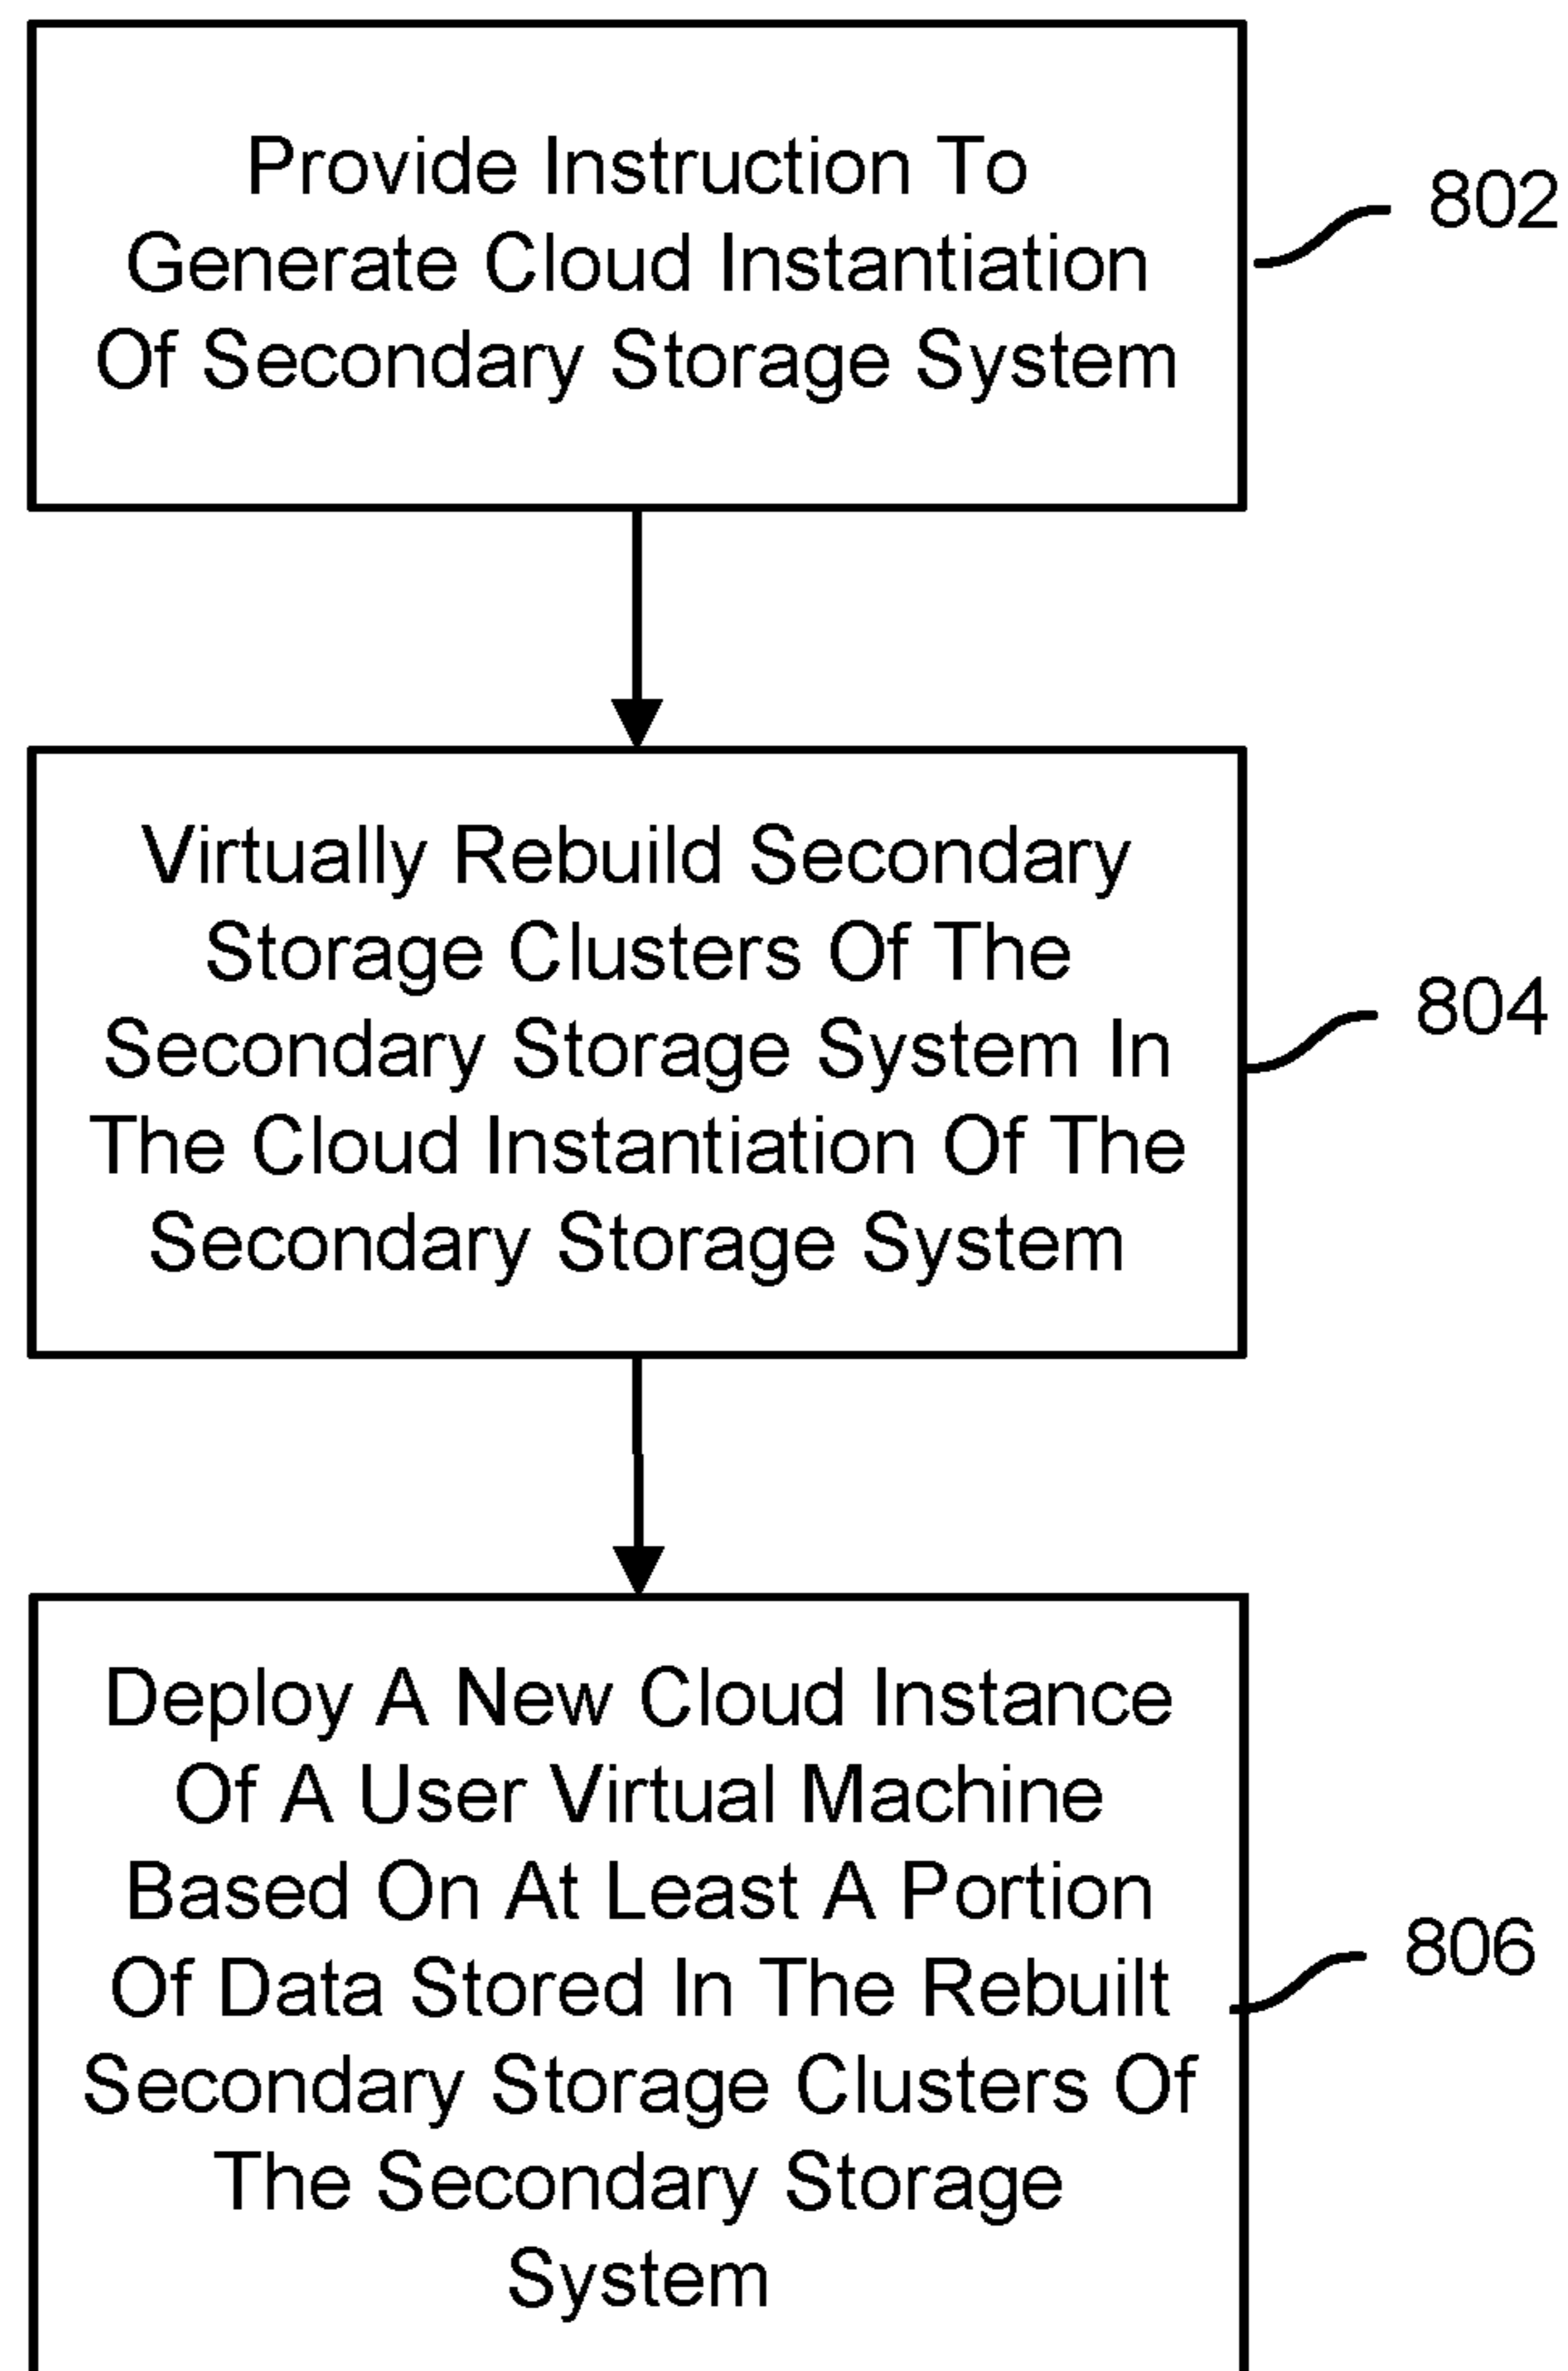 Provide Instruction To
Generate Cloud Instantiation
Of Secondary Storage System
802
Virtually Rebuild Secondary
Storage Clusters Of The
Secondary Storage System In
The Cloud Instantiation Of The
Secondary Storage System
804
Deploy A New Cloud Instance
Of A User Virtual Machine
Based On At Least A Portion
Of Data Stored In The Rebuilt
Secondary Storage Clusters Of
The Secondary Storage
System
806